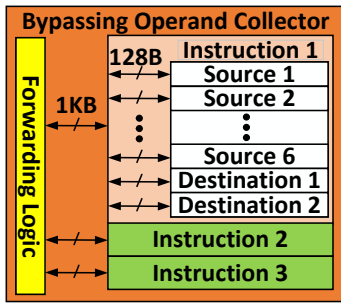 Bypassing Operand Collector
Forwarding Logic
1KB
128B
Instruction 1
Source 1
Source 2
Source 6
Destination 1
Destination 2
Instruction 2
Instruction 3